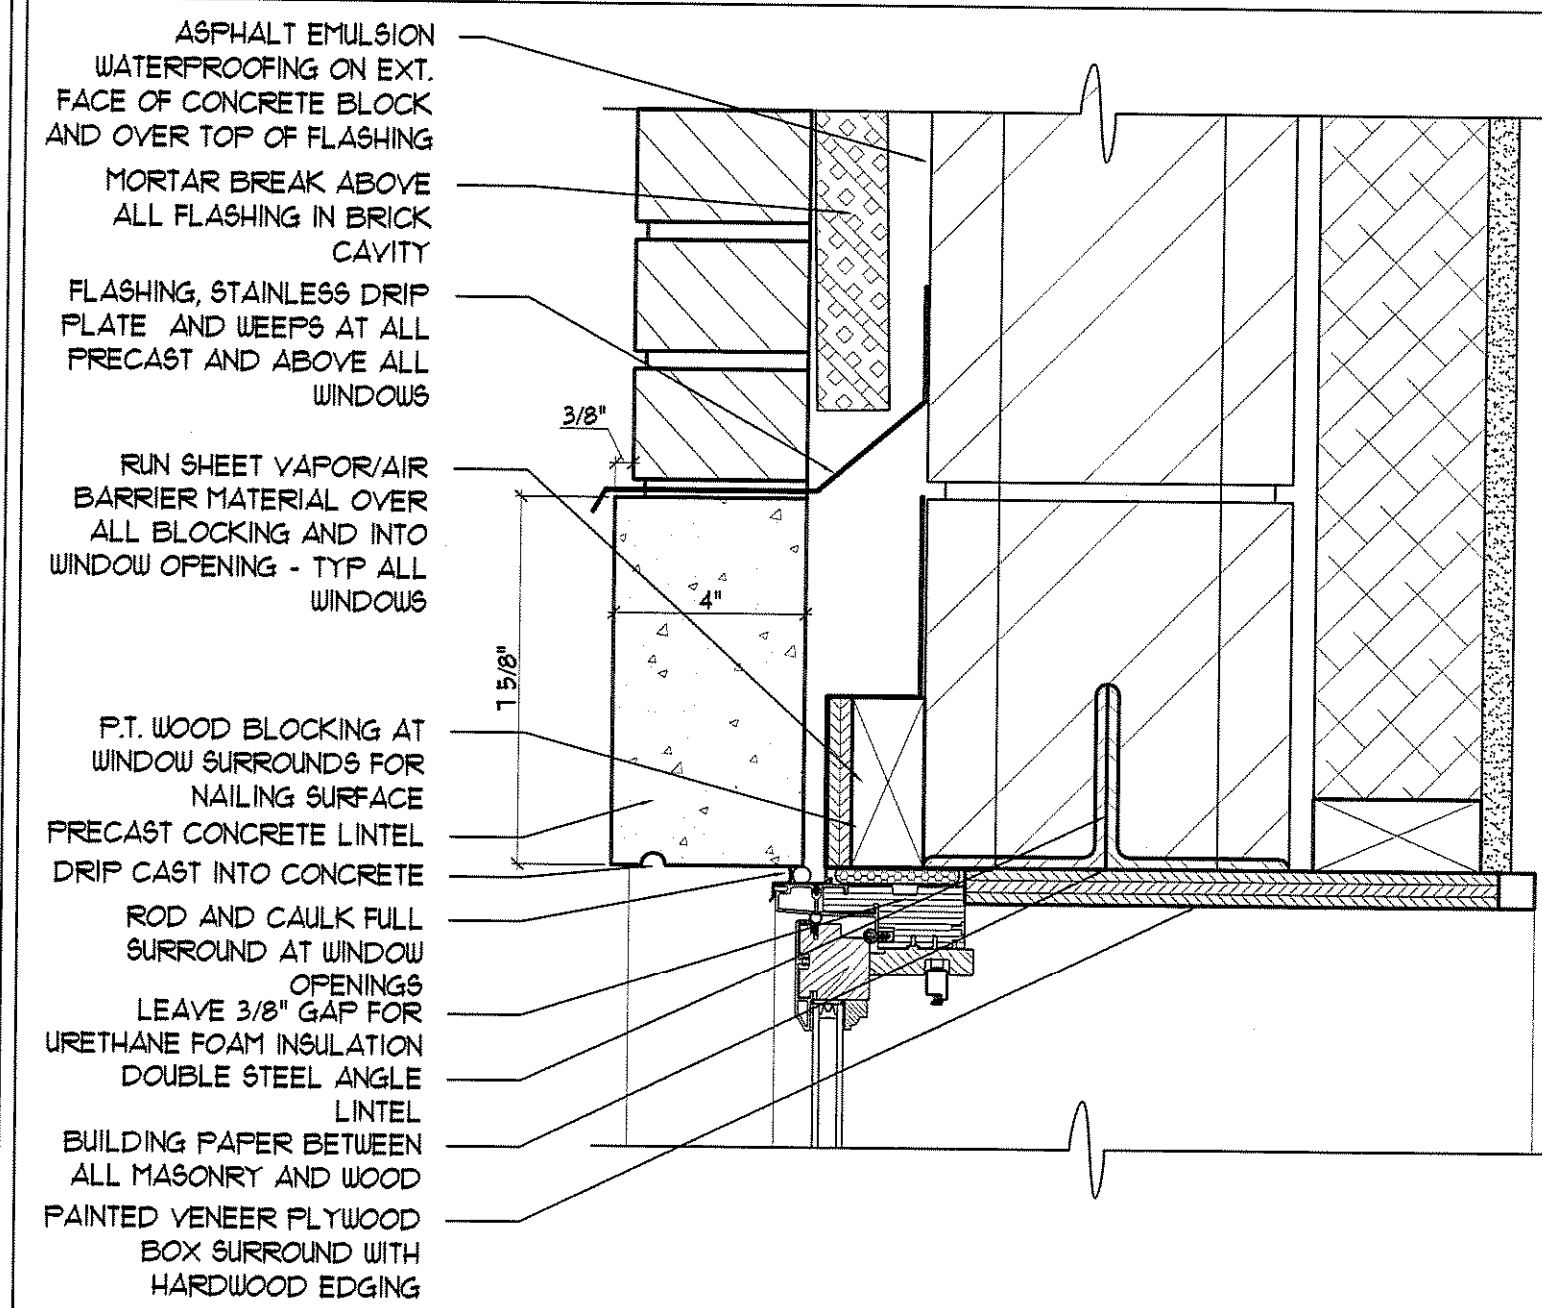 ASPHALT EMULSION
WATERPROOFING ON EXT.
FACE OF CONCRETE BLOCK
AND OVER TOP OF FLASHING
MORTAR BREAK ABOVE
ALL FLASHING IN BRICK
CAVITY
FLASHING, STAINLESS DRIP
PLATE AND WEEPS AT ALL
PRECAST AND ABOVE ALL
WINDOWS
3/8"
RUN SHEET VAPOR/AIR
BARRIER MATERIAL OVER
ALL BLOCKING AND INTO
WINDOW OPENING - TYP ALL
WINDOWS
4"
7 5/8"
P.T. WOOD BLOCKING AT
WINDOW SURROUNDS FOR
NAILING SURFACE
PRECAST CONCRETE LINTEL
DRIP CAST INTO CONCRETE
ROD AND CAULK FULL
SURROUND AT WINDOW
OPENINGS
LEAVE 3/8" GAP FOR
URETHANE FOAM INSULATION
DOUBLE STEEL ANGLE
LINTEL
BUILDING PAPER BETWEEN
ALL MASONRY AND WOOD
PAINTED VENEER PLYWOOD
BOX SURROUND WITH
HARDWOOD EDGING